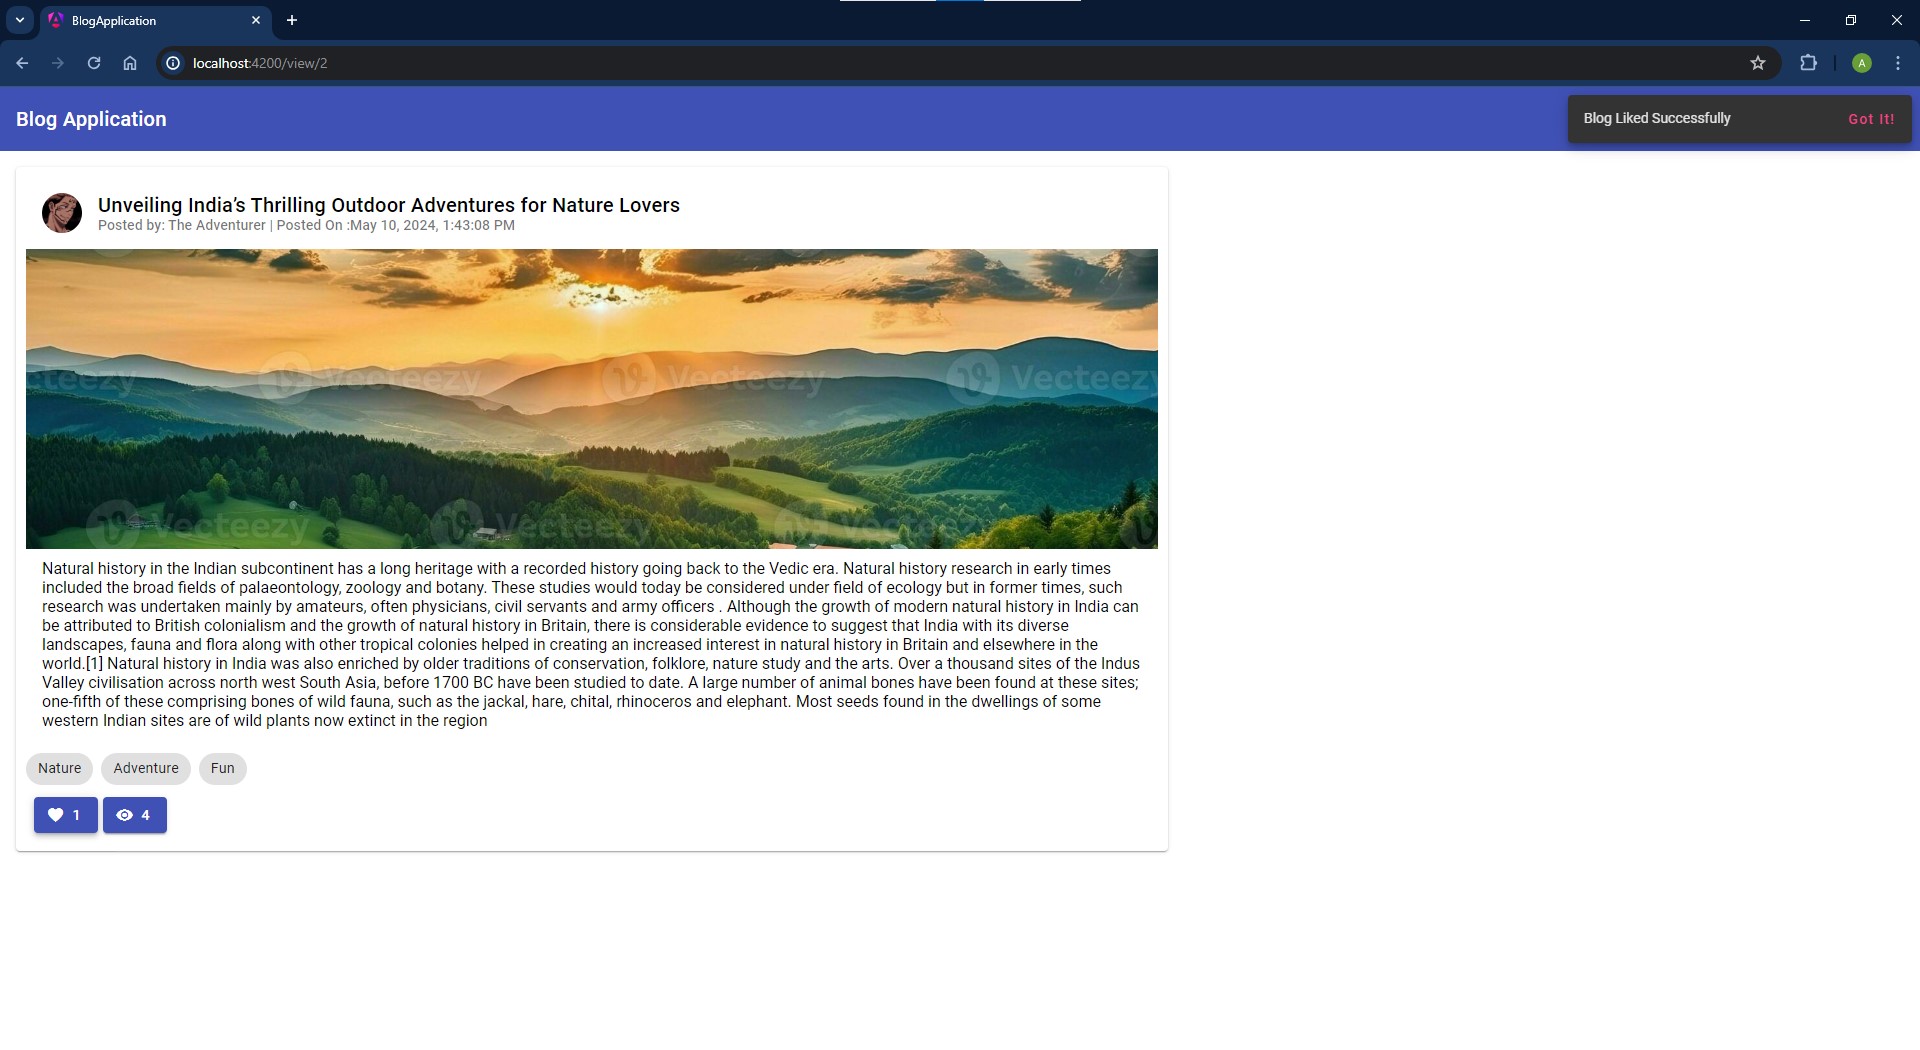 BlogApplication
localhost:4200/view/2
A
Blog Application
Blog Liked Successfully
Got It!
Unveiling India’s Thrilling Outdoor Adventures for Nature Lovers
Posted by: The Adventurer | Posted On :May 10, 2024, 1:43:08 PM
Vecteezy Vecteezy Vecteezy Vecteezy
Vecteezy Vecteezy Vecteezy
Natural history in the Indian subcontinent has a long heritage with a recorded history going back to the Vedic era. Natural history research in early times
included the broad fields of palaeontology, zoology and botany. These studies would today be considered under field of ecology but in former times, such
research was undertaken mainly by amateurs, often physicians, civil servants and army officers . Although the growth of modern natural history in India can
be attributed to British colonialism and the growth of natural history in Britain, there is considerable evidence to suggest that India with its diverse
landscapes, fauna and flora along with other tropical colonies helped in creating an increased interest in natural history in Britain and elsewhere in the
world.[1] Natural history in India was also enriched by older traditions of conservation, folklore, nature study and the arts. Over a thousand sites of the Indus
Valley civilisation across north west South Asia, before 1700 BC have been studied to date. A large number of animal bones have been found at these sites;
one-fifth of these comprising bones of wild fauna, such as the jackal, hare, chital, rhinoceros and elephant. Most seeds found in the dwellings of some
western Indian sites are of wild plants now extinct in the region
Nature Adventure Fun
1 4